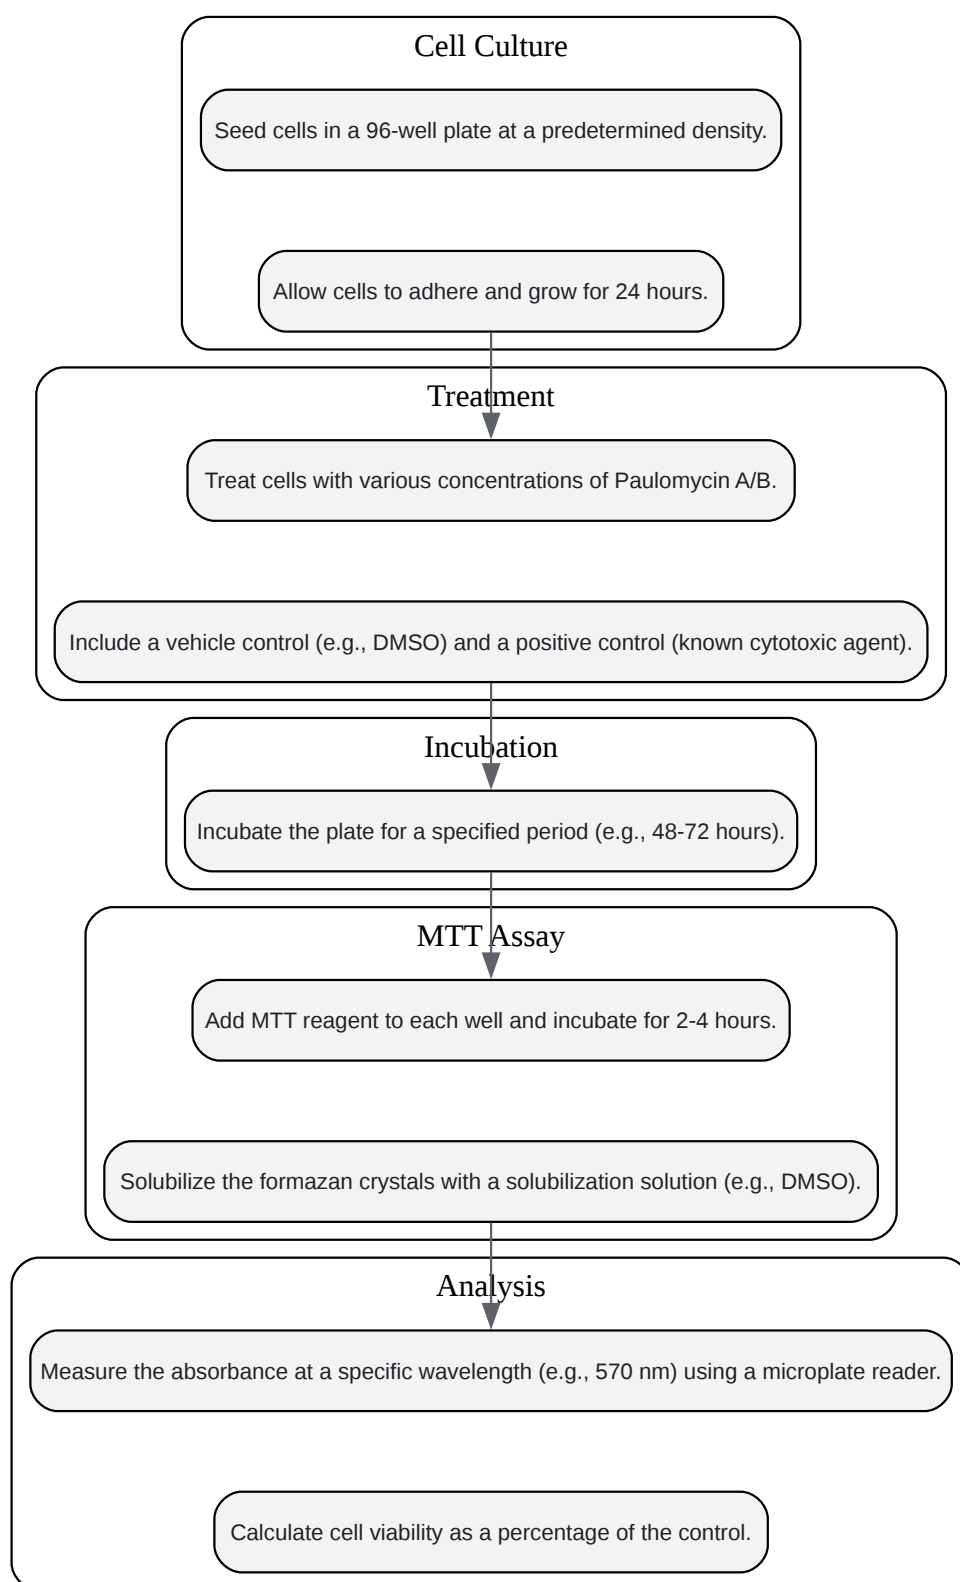 Cell Culture
Seed cells in a 96-well plate at a predetermined density.
Allow cells to adhere and grow for 24 hours.
Treatment
Treat cells with various concentrations of Paulomycin A/B.
Include a vehicle control (e.g., DMSO) and a positive control (known cytotoxic agent).
Incubation
Incubate the plate for a specified period (e.g., 48-72 hours).
MTT Assay
Add MTT reagent to each well and incubate for 2-4 hours.
Solubilize the formazan crystals with a solubilization solution (e.g., DMSO).
Analysis
Measure the absorbance at a specific wavelength (e.g., 570 nm) using a microplate reader.
Calculate cell viability as a percentage of the control.